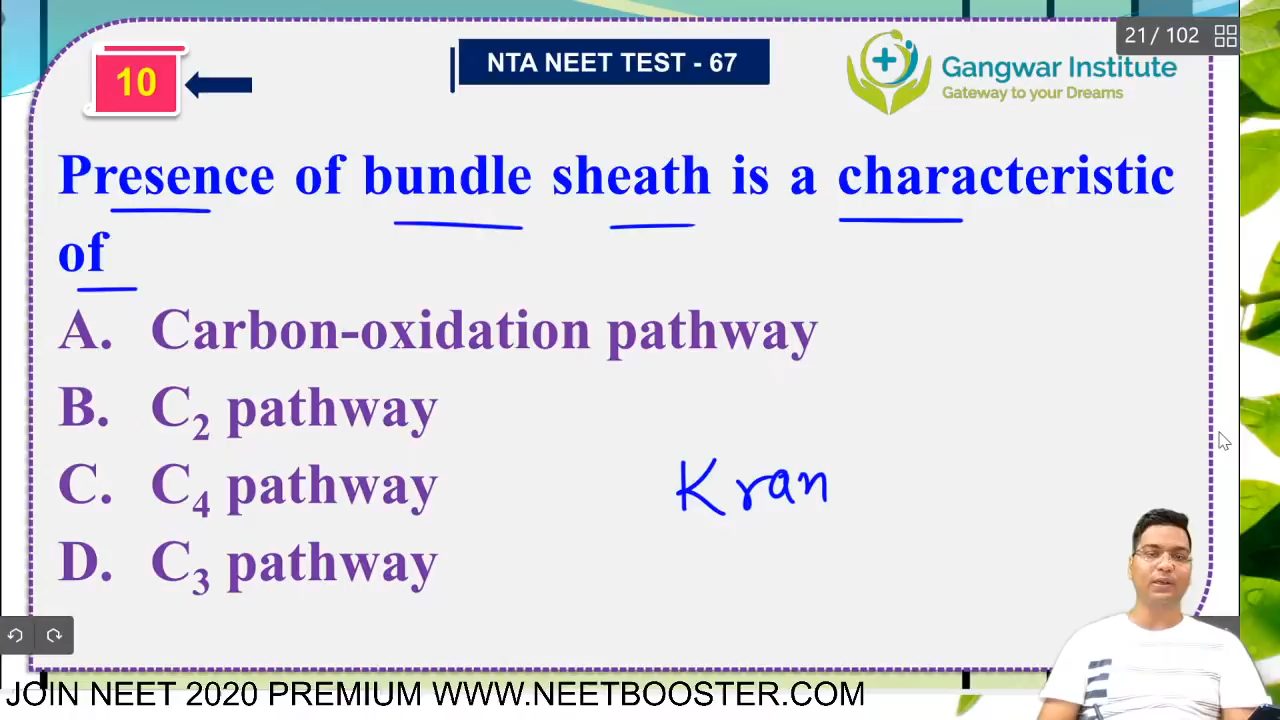 21 / 102
10
NTA NEET TEST - 67
Gangwar Institute
Gateway to your Dreams
Presence of bundle sheath is a characteristic
of
A. Carbon-oxidation pathway
B. C₂ pathway
C. C₄ pathway
Kran
D. C₃ pathway
JOIN NEET 2020 PREMIUM WWW.NEETBOOSTER.COM